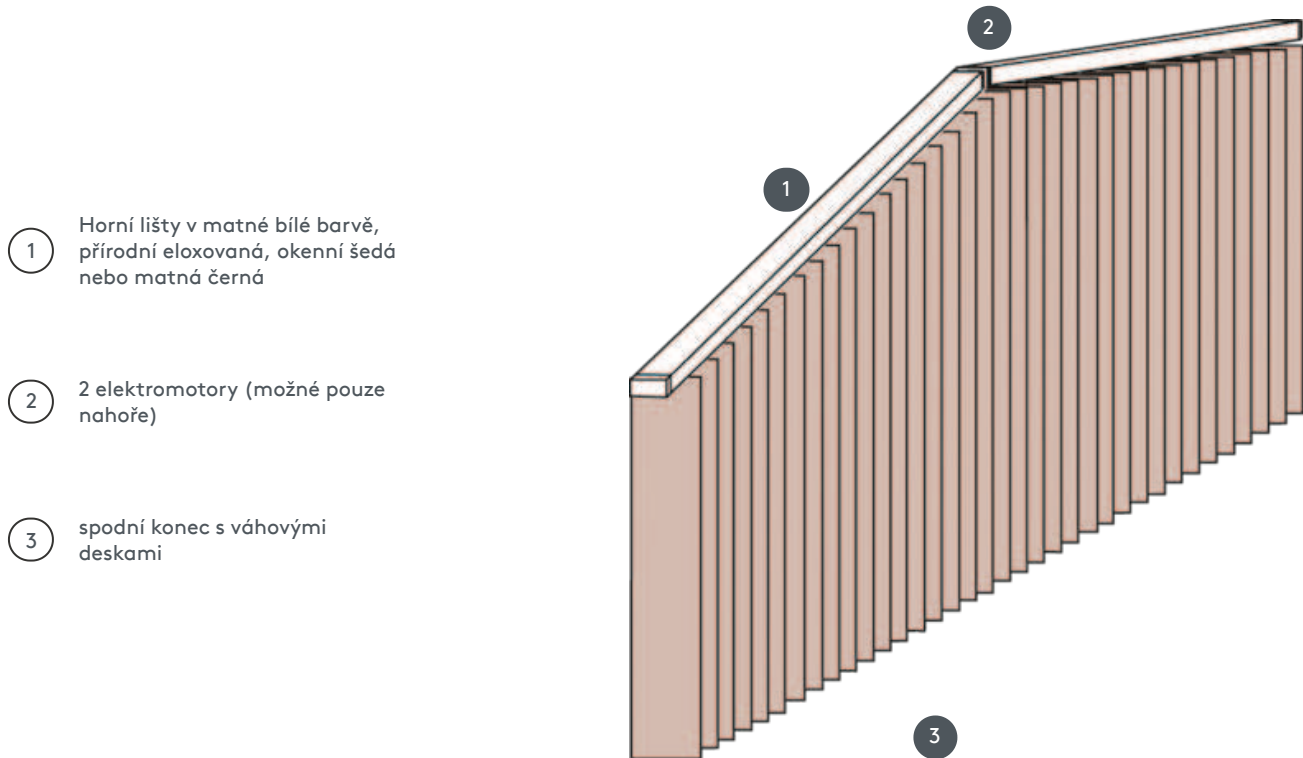 1
Horní lišty v matné bílé barvě,
přírodní eloxovaná, okenní šedá
nebo matná černá
2
2 elektromotory (možné pouze
nahoře)
3
spodní konec s váhovými
deskami
2
1
3